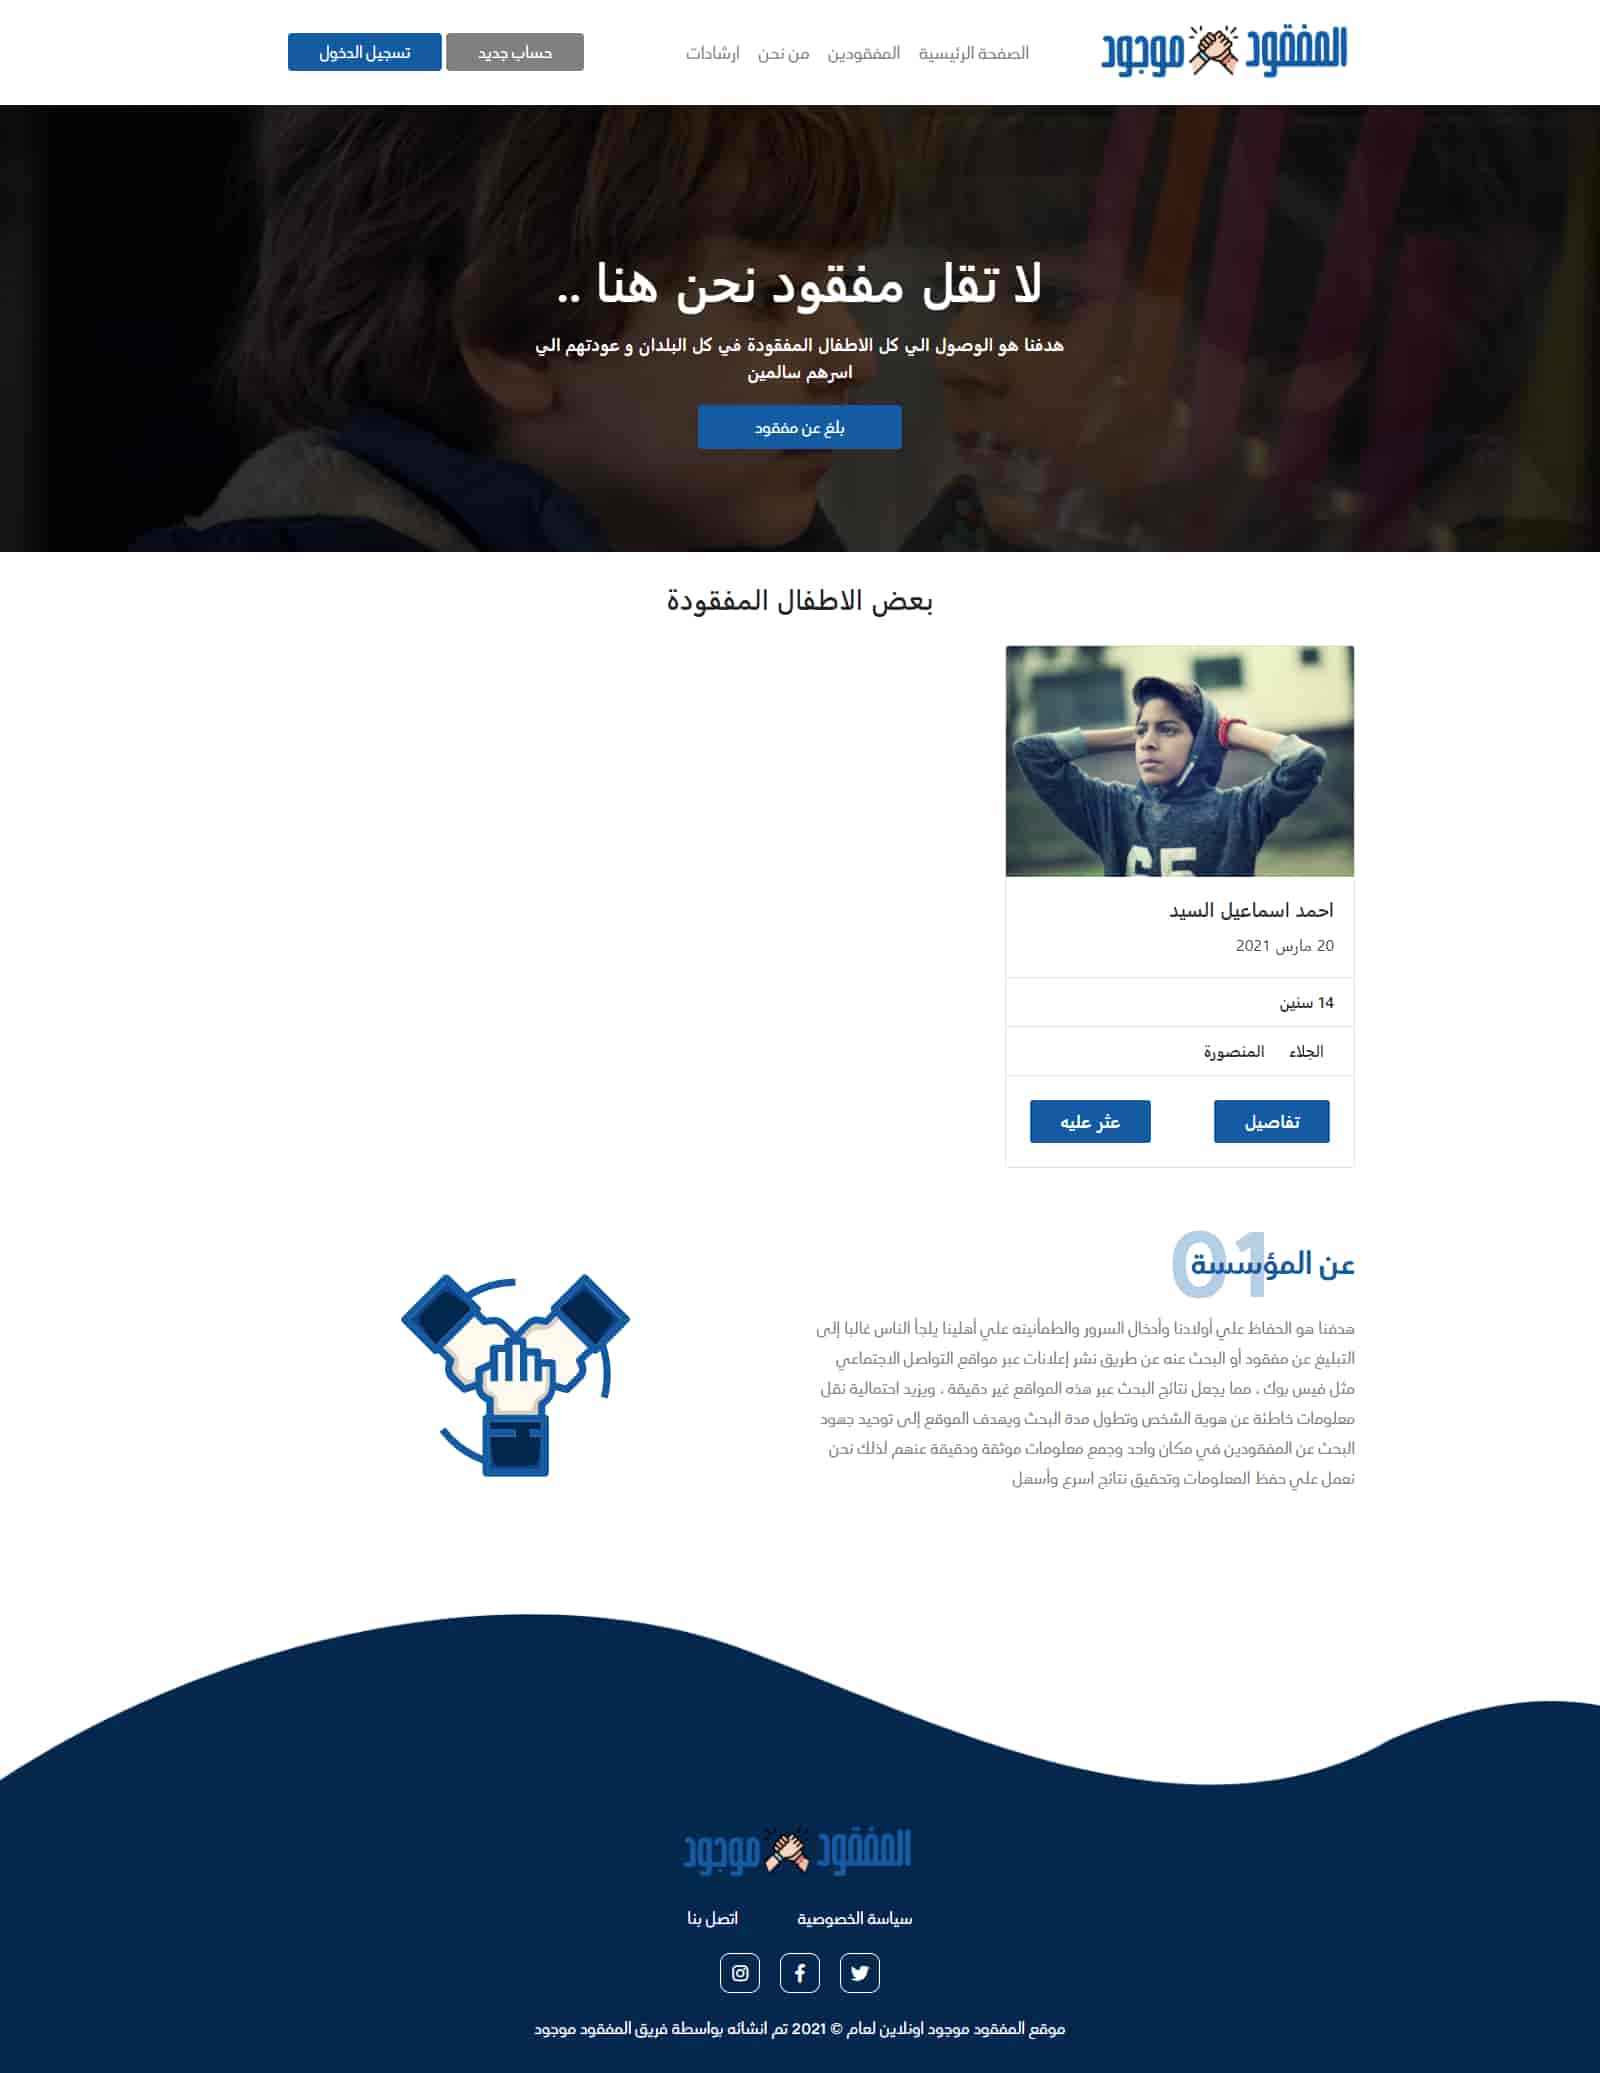 المفقود موجود
الصفحة الرئيسية
المفقودين
من نحن
ارشادات
حساب جديد
تسجيل الدخول
لا تقل مفقود نحن هنا ..
هدفنا هو الوصول الي كل الاطفال المفقودة في كل البلدان و عودتهم الي
اسرهم سالمين
بلغ عن مفقود
بعض الاطفال المفقودة
65
احمد اسماعيل السيد
20 مارس 2021
14 سنين
الجلاء المنصورة
تفاصيل
عثر عليه
01
عن المؤسسة
هدفنا هو الحفاظ علي أولادنا وأدخال السرور والطمأنينه علي أهلينا يلجأ الناس غالبا إلى
التبليغ عن مفقود أو البحث عنه عن طريق نشر إعلانات عبر مواقع التواصل الاجتماعي
مثل فيس بوك ، مما يجعل نتائج البحث عبر هذه المواقع غير دقيقة ، ويزيد احتمالية نقل
معلومات خاطئة عن هوية الشخص وتطول مدة البحث ويهدف الموقع إلى توحيد جهود
البحث عن المفقودين في مكان واحد وجمع معلومات موثقة ودقيقة عنهم لذلك نحن
نعمل علي حفظ المعلومات وتحقيق نتائج اسرع وأسهل
المفقود موجود
سياسة الخصوصية
اتصل بنا
موقع المفقود موجود اونلاين لعام © 2021 تم انشائه بواسطة فريق المفقود موجود